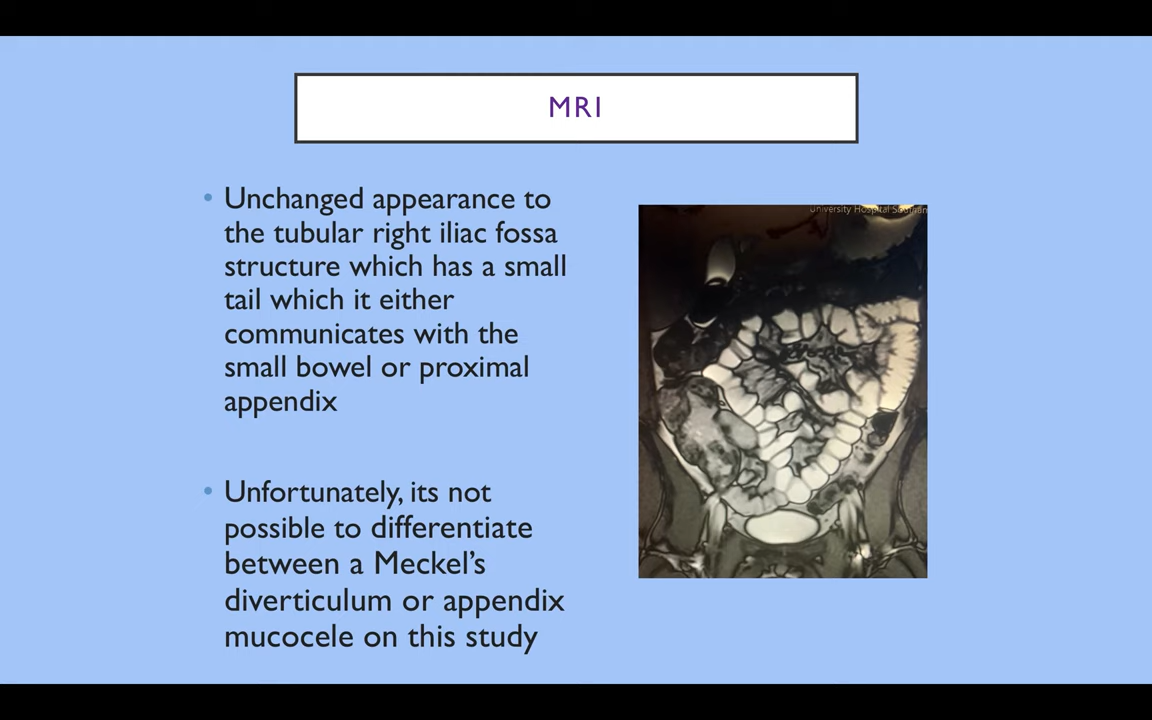 MRI
• Unchanged appearance to
the tubular right iliac fossa
structure which has a small
tail which it either
communicates with the
small bowel or proximal
appendix
• Unfortunately, its not
possible to differentiate
between a Meckel's
diverticulum or appendix
mucocele on this study
University Hospital